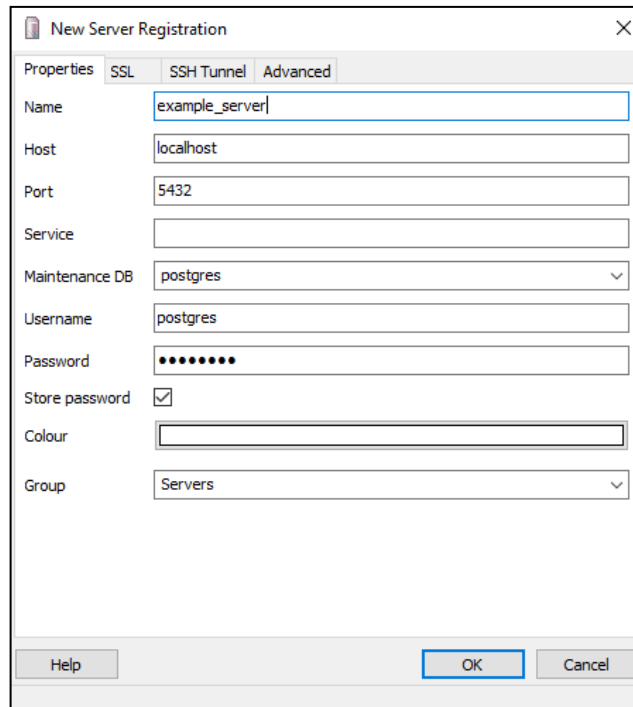 New Server Registration
Properties SSL SSH Tunnel Advanced
Name example_server
Host localhost
Port 5432
Service
Maintenance DB postgres
Username postgres
Password ••••••••
Store password
Colour
Group Servers
Help OK Cancel